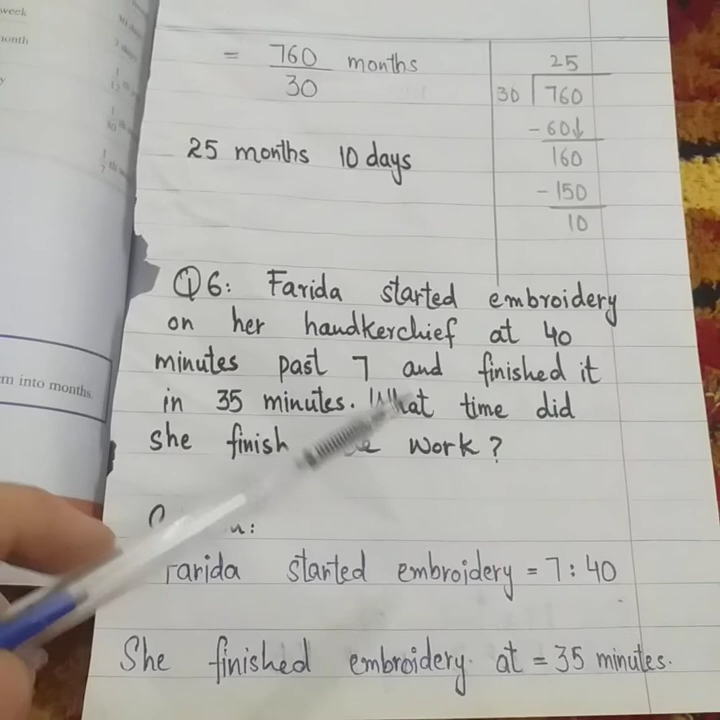 week
month
y
= 760 months
30
25
30 760
- 60↓
160
- 150
10
25 months 10 days
Q6: Farida started embroidery
on her handkerchief at 40
minutes past 7 and finished it
in 35 minutes. What time did
she finish work?
m into months.
Farida started embroidery = 7:40
She finished embroidery at = 35 minutes.